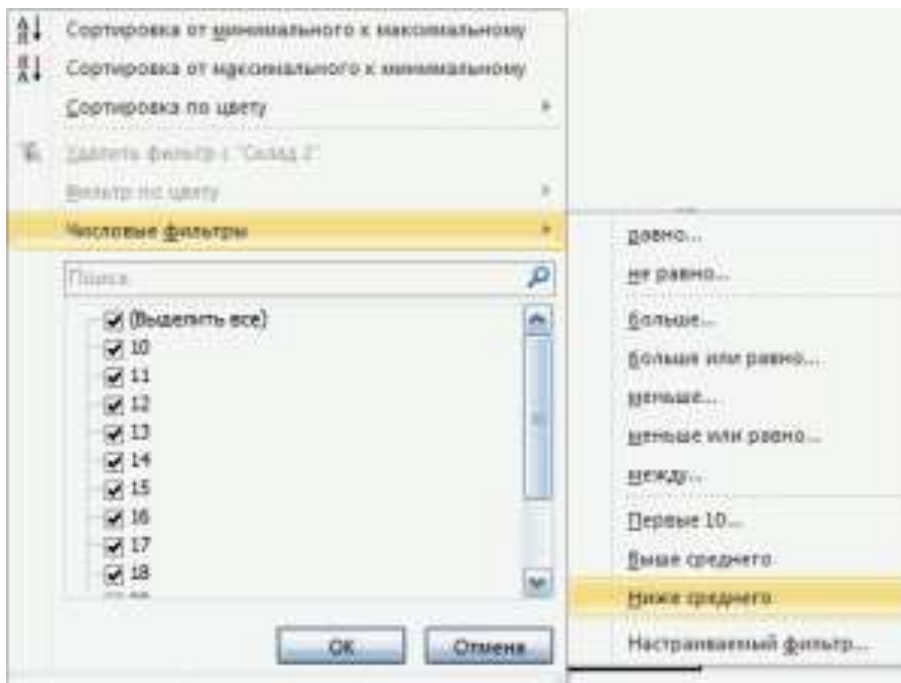 Сортировка от минимального к максимальному
Сортировка от максимального к минимальному
Сортировка по цвету
Удалить фильтр с "Склад 2"
Фильтр по цвету
Числовые фильтры
Поиск
(Выделить все)
10
11
12
13
14
15
16
17
18
ОК
Отмена
равно...
не равно...
больше...
больше или равно...
меньше...
меньше или равно...
между...
Первые 10...
Выше среднего
Ниже среднего
Настраиваемый фильтр...